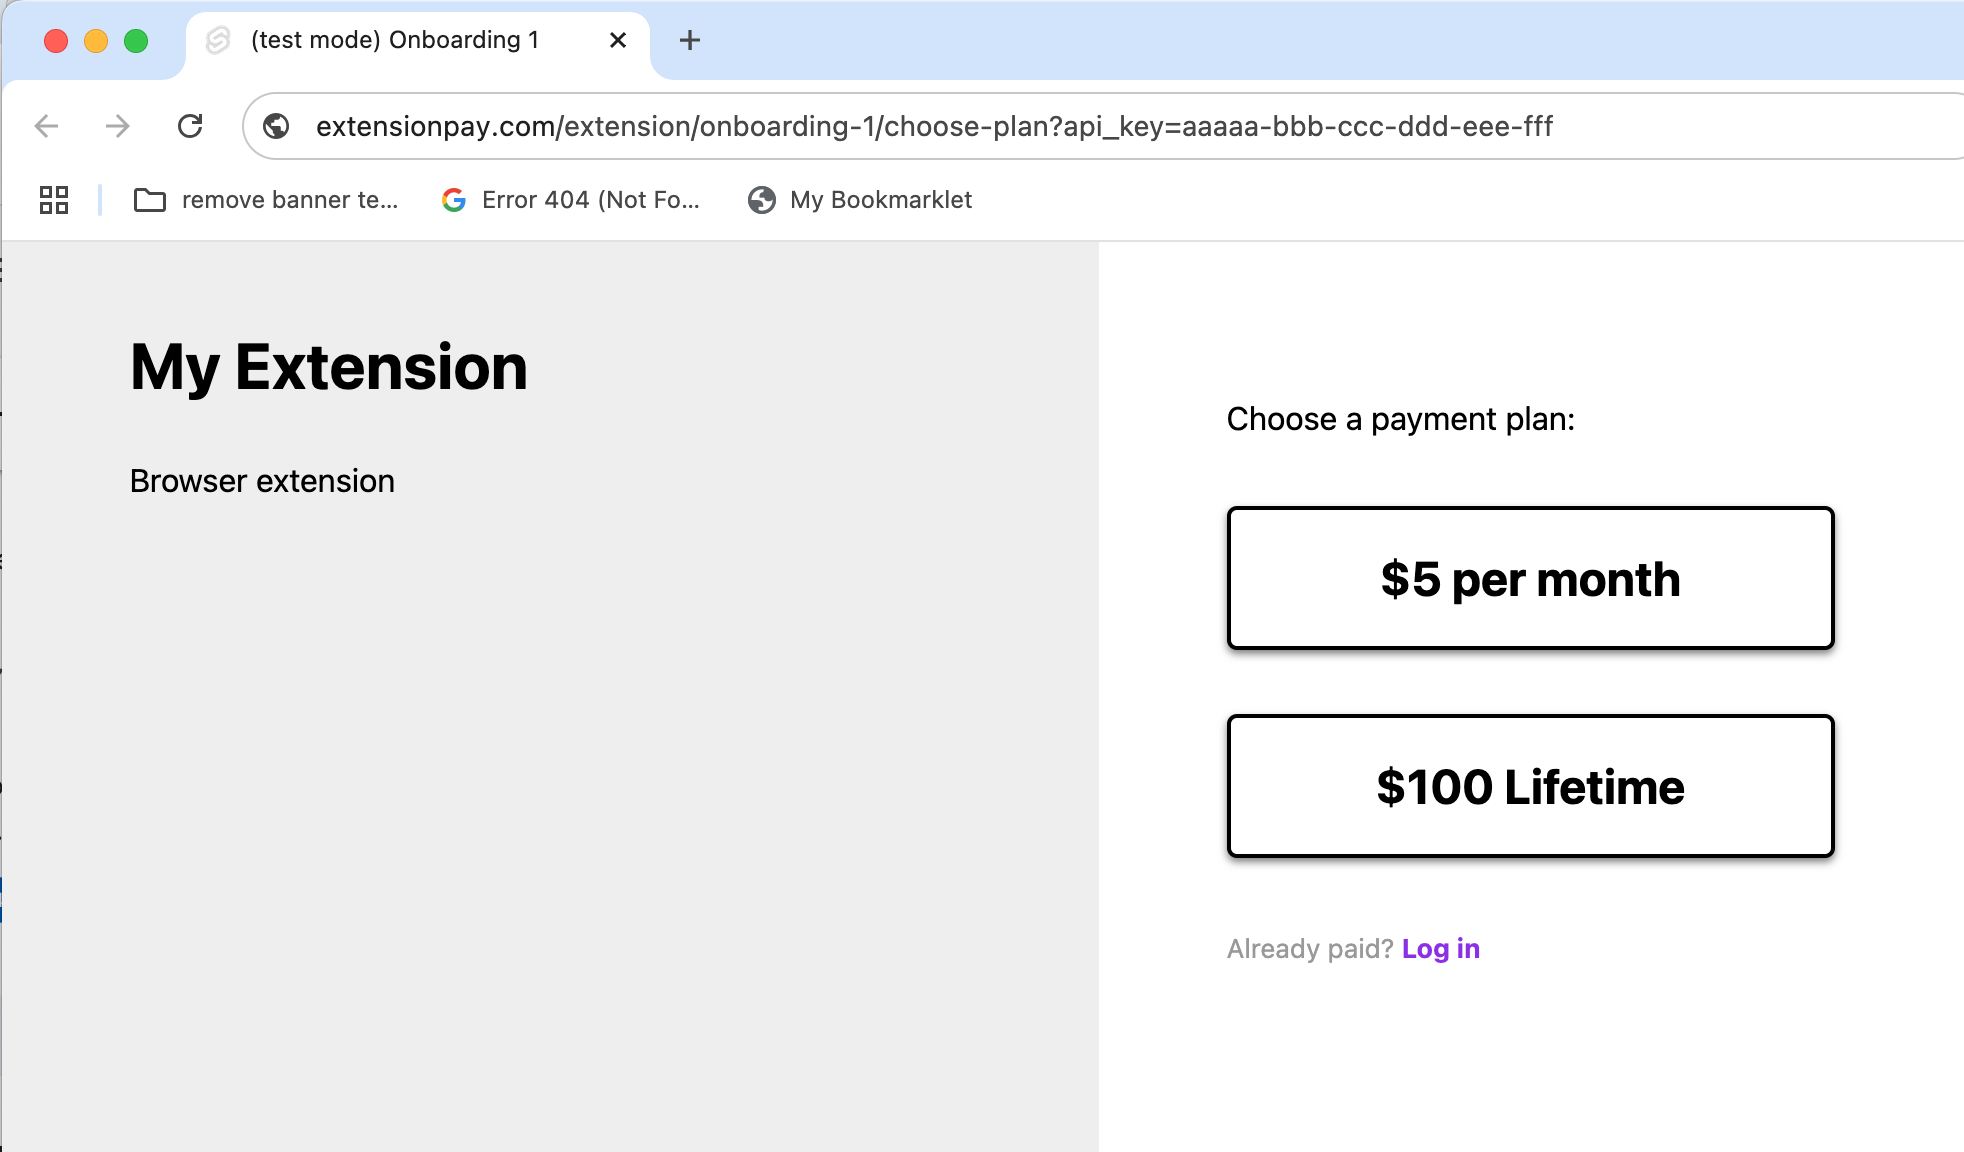 (test mode) Onboarding 1
extensionpay.com/extension/onboarding-1/choose-plan?api_key=aaaaa-bbb-ccc-ddd-eee-fff
remove banner te...
Error 404 (Not Fo...
My Bookmarklet
My Extension
Browser extension
Choose a payment plan:
$5 per month
$100 Lifetime
Already paid? Log in